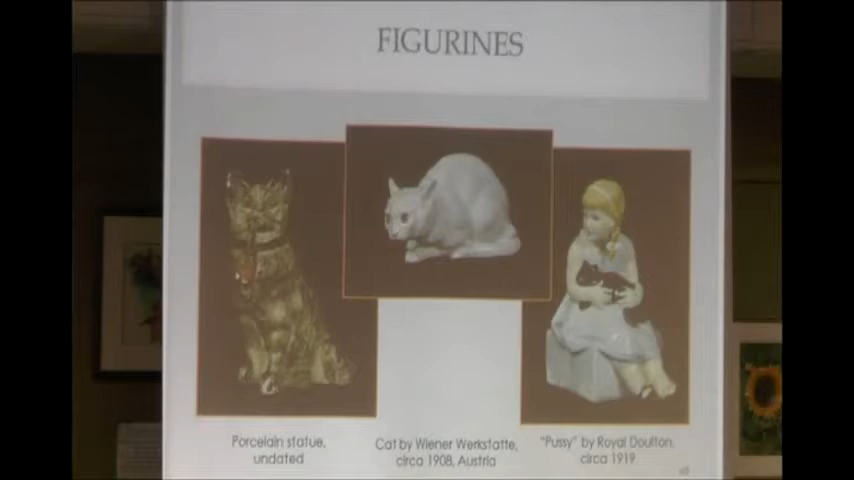 FIGURINES
Porcelain statue,
undated
Cat by Wiener Werkstatte,
circa 1908, Austria
"Pussy" by Royal Doulton,
circa 1919